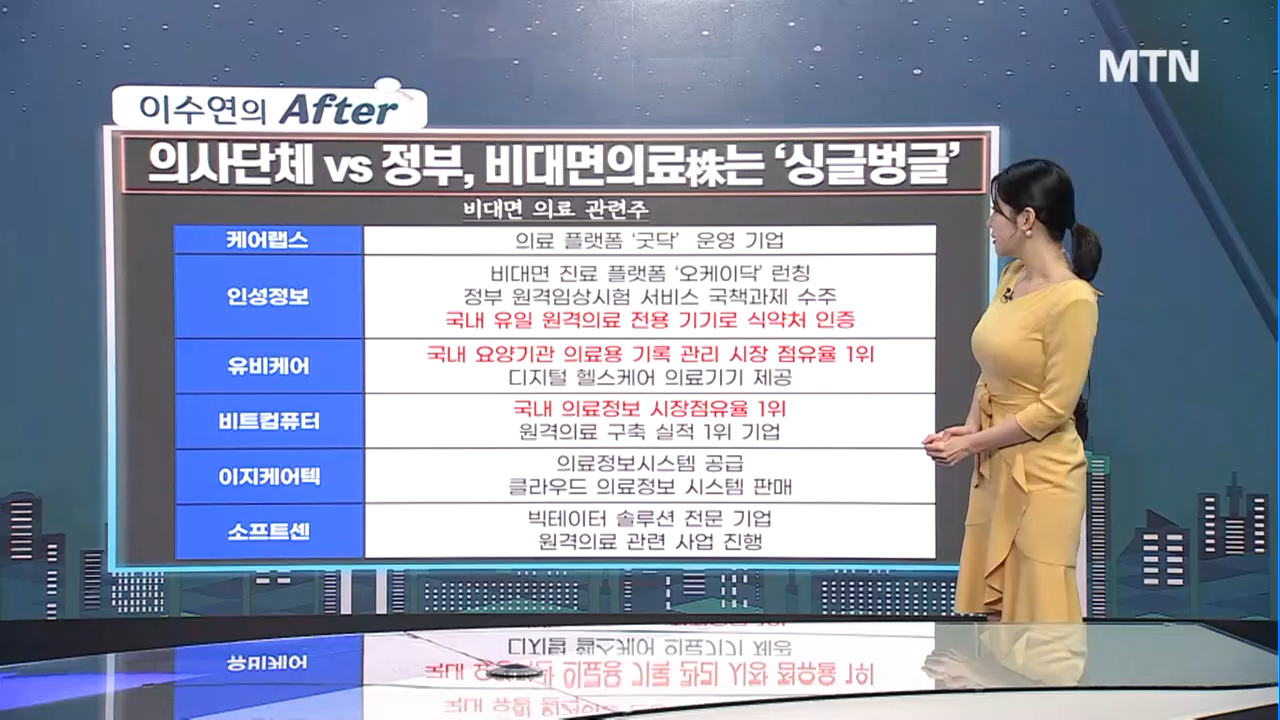 MTN
이수연의 After
의사단체 vs 정부, 비대면의료株는 ‘싱글벙글’
비대면 의료 관련주
케어랩스
의료 플랫폼 ‘굿닥’ 운영 기업
인성정보
비대면 진료 플랫폼 ‘오케이닥’ 런칭
정부 원격임상시험 서비스 국책과제 수주
국내 유일 원격의료 전용 기기로 식약처 인증
유비케어
국내 요양기관 의료용 기록 관리 시장 점유율 1위
디지털 헬스케어 의료기기 제공
비트컴퓨터
국내 의료정보 시장점유율 1위
원격의료 구축 실적 1위 기업
이지케어텍
의료정보시스템 공급
클라우드 의료정보 시스템 판매
소프트센
빅테이터 솔루션 전문 기업
원격의료 관련 사업 진행